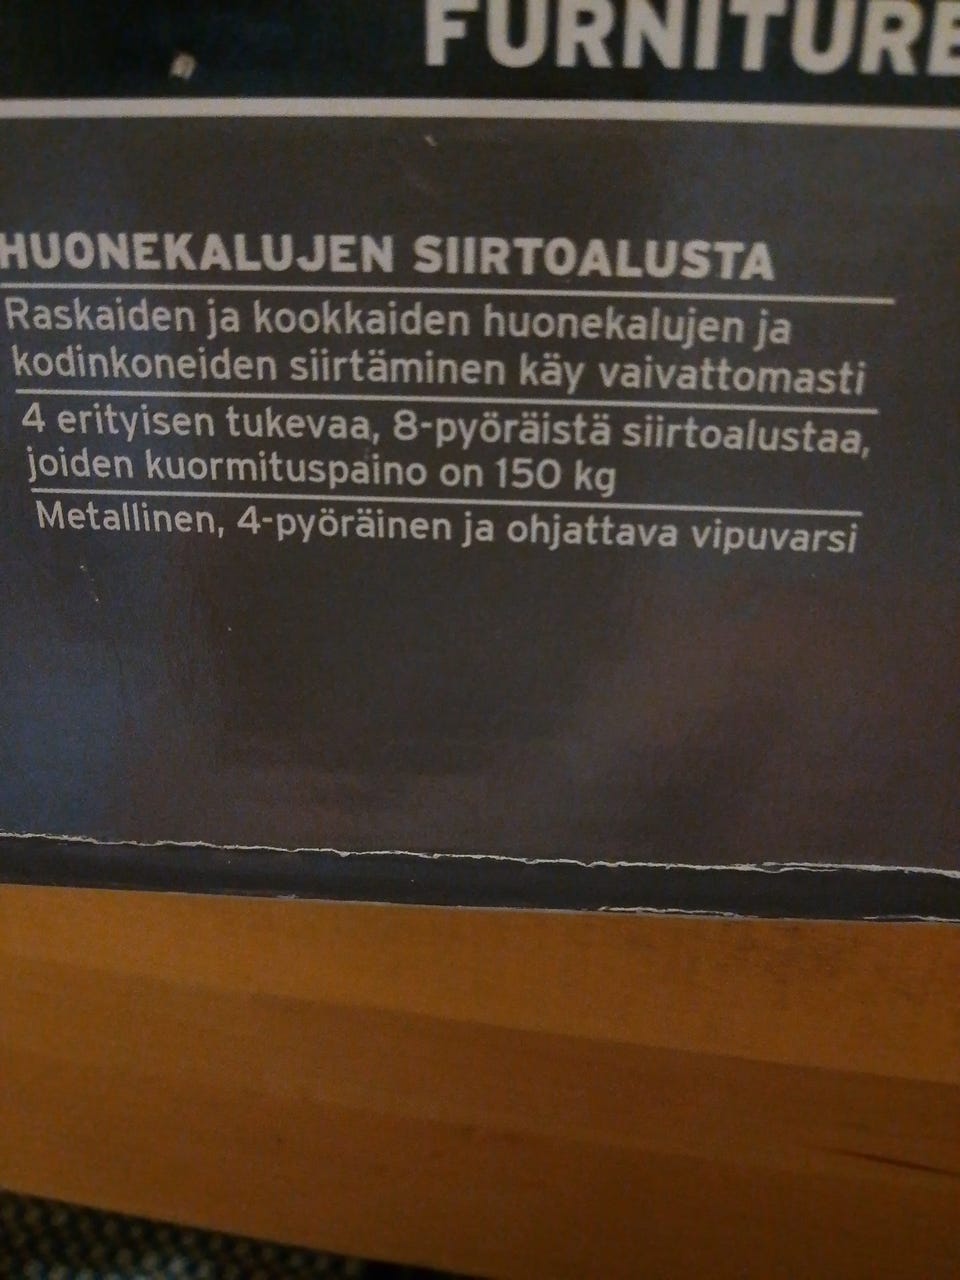 FURNITURE
HUONEKALUJEN SIIRTOALUSTA
Raskaiden ja kookkaiden huonekalujen ja
kodinkoneiden siirtäminen käy vaivattomasti
4 erityisen tukevaa, 8-pyöräistä siirtoalustaa,
joiden kuormituspaino on 150 kg
Metallinen, 4-pyöräinen ja ohjattava vipuvarsi